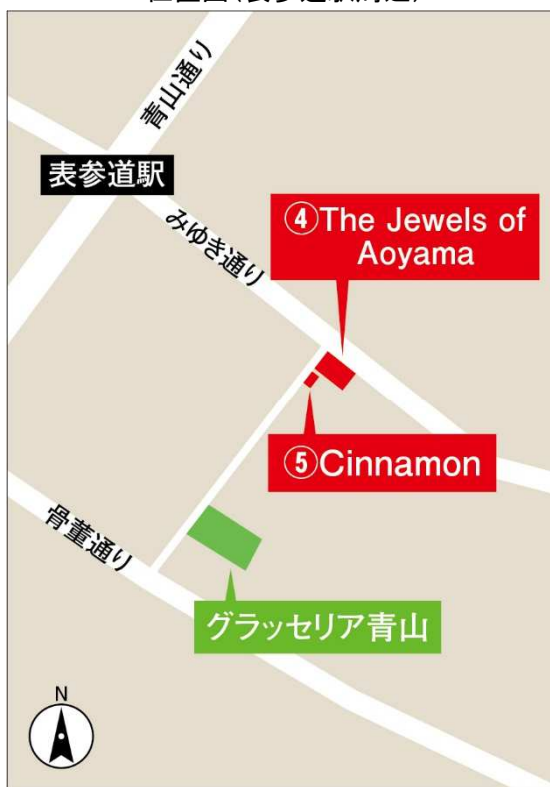 青山通り
表参道駅
みゆき通り
④The Jewels of
Aoyama
⑤Cinnamon
骨董通り
グラッセリア青山
N